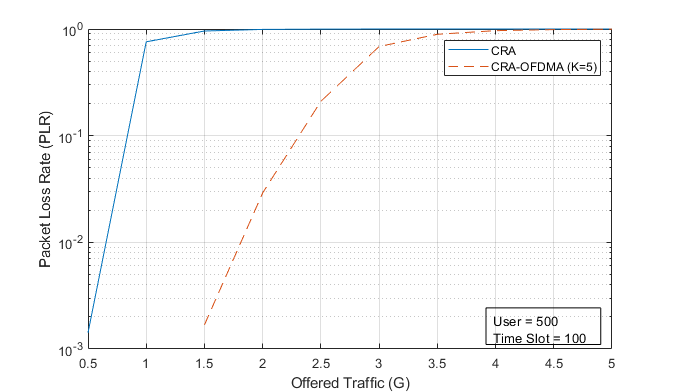 10^0
10^-1
10^-2
10^-3
Packet Loss Rate (PLR)
CRA
CRA-OFDMA (K=5)
User = 500
Time Slot = 100
0.5 1 1.5 2 2.5 3 3.5 4 4.5 5
Offered Traffic (G)